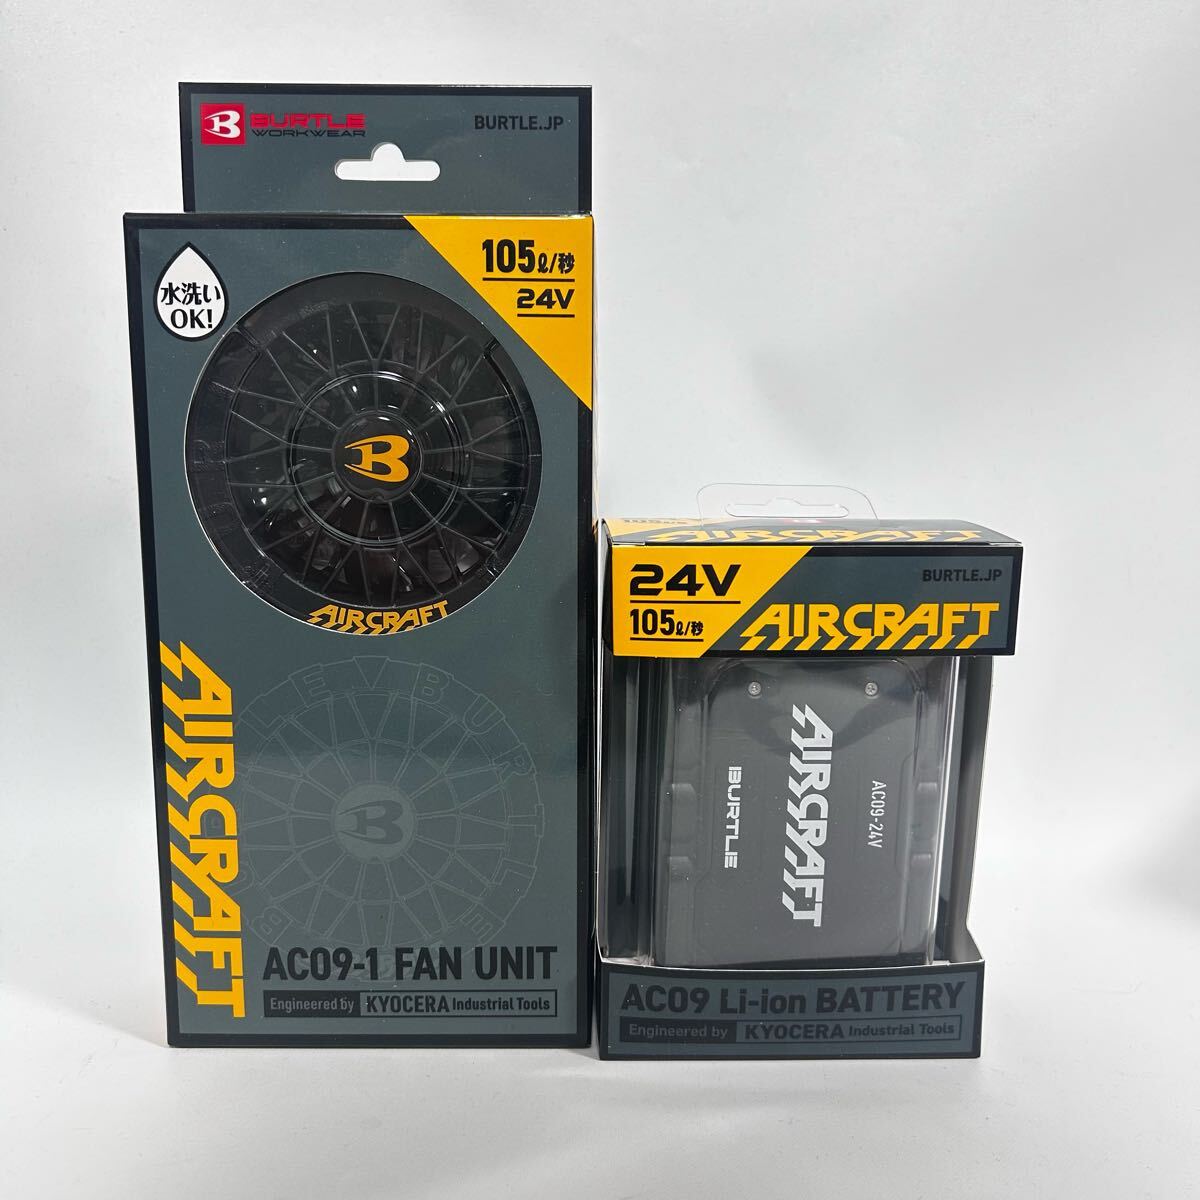 BURTLE
WORKWEAR
BURTLE.JP
105ℓ/秒
24V
水洗い
OK!
B
AIRCRAFT
AIRCRAFT
AC09-1 FAN UNIT
Engineered by KYOCERA Industrial Tools
AIRCRAFT
24V
105ℓ/秒
BURTLE.JP
AIRCRAFT
AC09-24V
AIRCRAFT
BURTLE
AC09 Li-ion BATTERY
Engineered by KYOCERA Industrial Tools